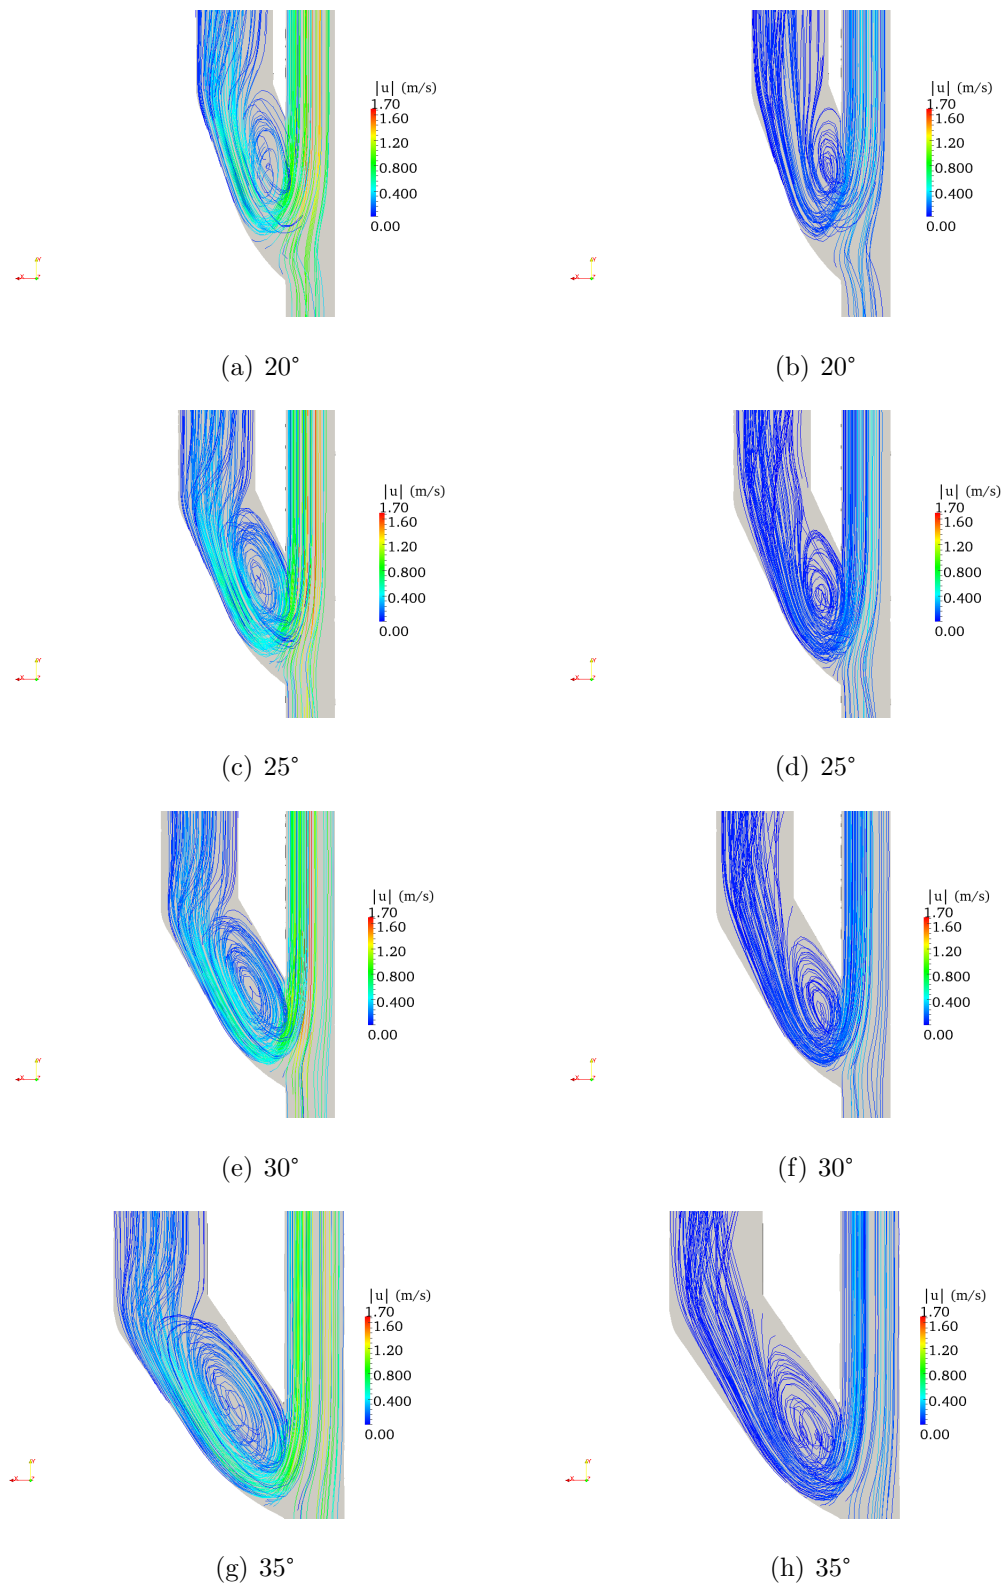 |u| (m/s)
1.70
1.60
1.20
0.800
0.400
0.00
|u| (m/s)
1.70
1.60
1.20
0.800
0.400
0.00
Y
X
Z
Y
X
Z
(a) 20°
(b) 20°
|u| (m/s)
1.70
1.60
1.20
0.800
0.400
0.00
|u| (m/s)
1.70
1.60
1.20
0.800
0.400
0.00
Y
X
Z
Y
X
Z
(c) 25°
(d) 25°
|u| (m/s)
1.70
1.60
1.20
0.800
0.400
0.00
|u| (m/s)
1.70
1.60
1.20
0.800
0.400
0.00
Y
X
Z
Y
X
Z
(e) 30°
(f) 30°
|u| (m/s)
1.70
1.60
1.20
0.800
0.400
0.00
|u| (m/s)
1.70
1.60
1.20
0.800
0.400
0.00
Y
X
Z
Y
X
Z
(g) 35°
(h) 35°